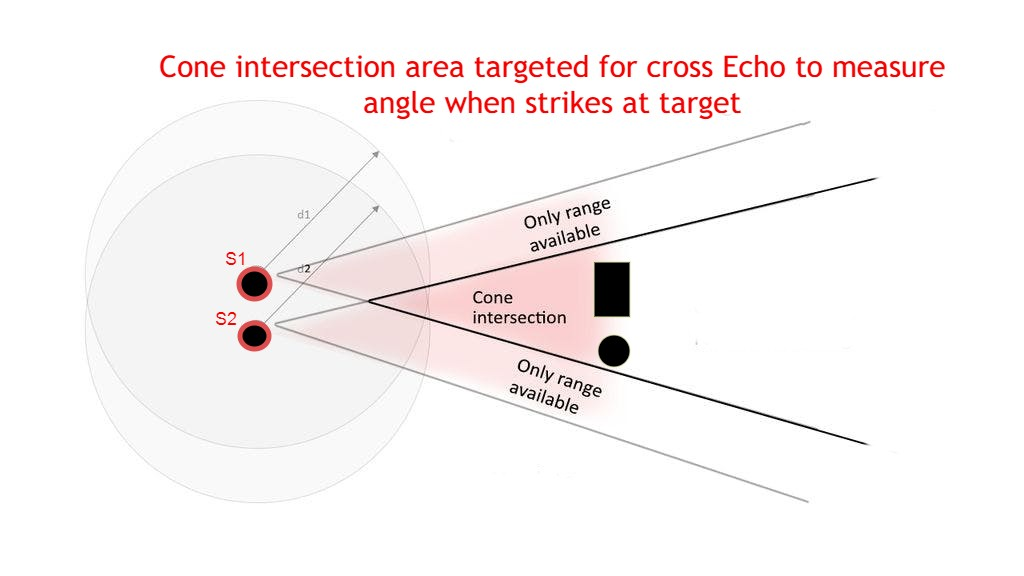 Cone intersection area targeted for cross Echo to measure
angle when strikes at target
d1
Only range
available
S1
d2
Cone
intersection
S2
Only range
available